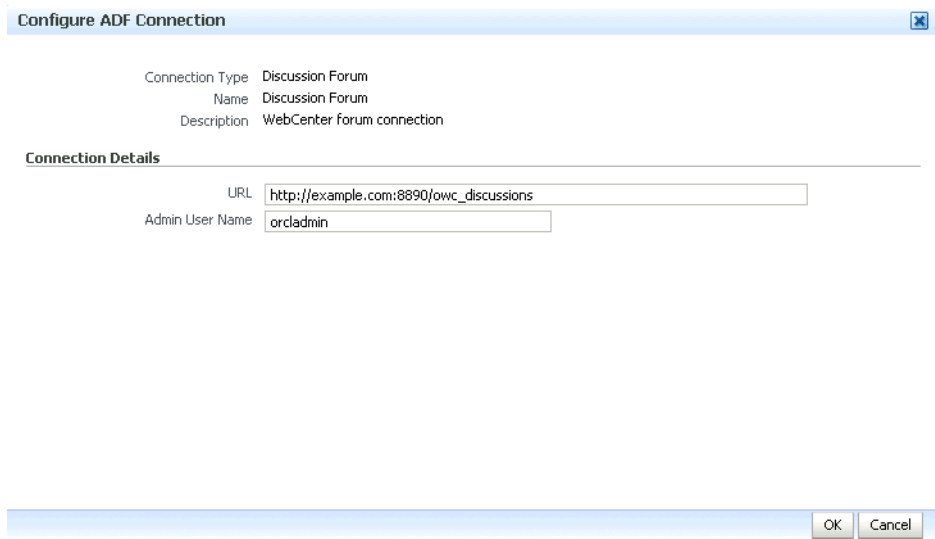 Configure ADF Connection
Connection Type Discussion Forum
Name Discussion Forum
Description WebCenter forum connection
Connection Details
URL http://example.com:8890/owc_discussions
Admin User Name orcladmin
OK Cancel